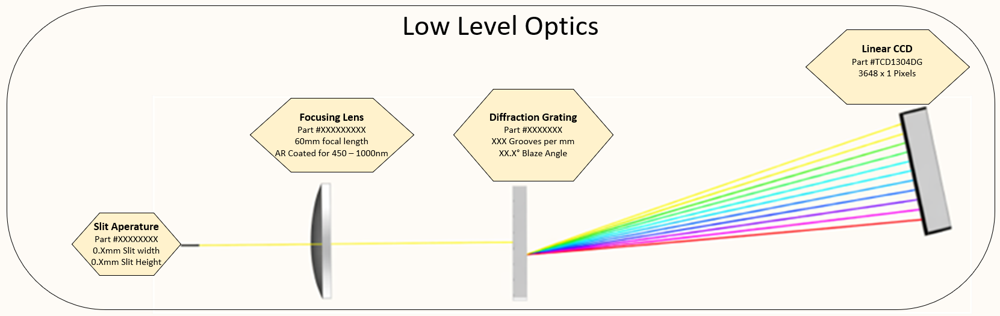 Low Level Optics
Linear CCD
Part #TCD1304DG
3648 x 1 Pixels
Focusing Lens
Part #XXXXXXXXX
60mm focal length
AR Coated for 450 – 1000nm
Diffraction Grating
Part #XXXXXXX
XXX Grooves per mm
XX.X° Blaze Angle
Slit Aperature
Part #XXXXXXXX
0.Xmm Slit width
0.Xmm Slit Height